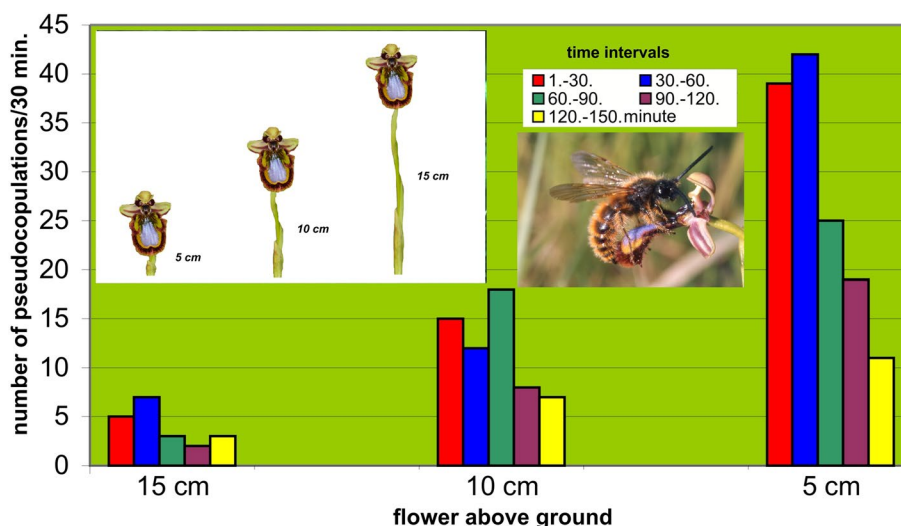 number of pseudocopulations/30 min.
45
40
35
30
25
20
15
10
5
0
5 cm
10 cm
15 cm
time intervals
1.-30. 30.-60.
60.-90. 90.-120.
120.-150. minute
15 cm 10 cm 5 cm
flower above ground